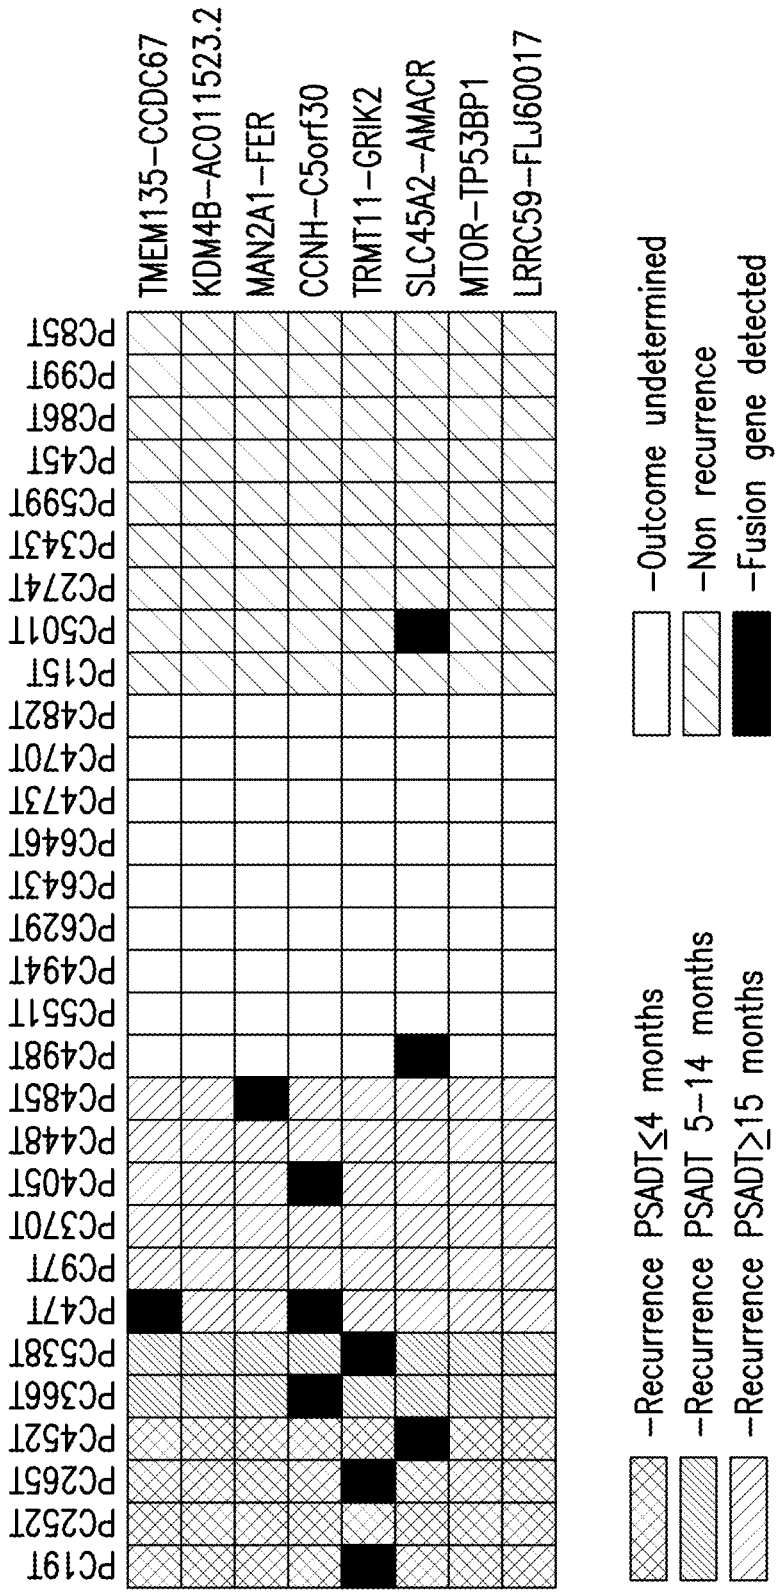 PC19T
PC252T
PC265T
PC452T
PC366T
PC538T
PC47T
PC97T
PC370T
PC405T
PC448T
PC485T
PC498T
PC551T
PC494T
PC629T
PC643T
PC646T
PC473T
PC470T
PC482T
PC15T
PC501T
PC274T
PC343T
PC599T
PC45T
PC86T
PC99T
PC85T
TMEM135-CCDC67
KDM4B-AC011523.2
MAN2A1-FER
CCNH-C5orf30
TRMT11-GRIK2
SLC45A2-AMACR
MTOR-TP53BP1
LRRC59-FLJ60017
-Recurrence PSADT≤4 months
-Recurrence PSADT 5-14 months
-Recurrence PSADT≥15 months
-Outcome undetermined
-Non recurrence
-Fusion gene detected